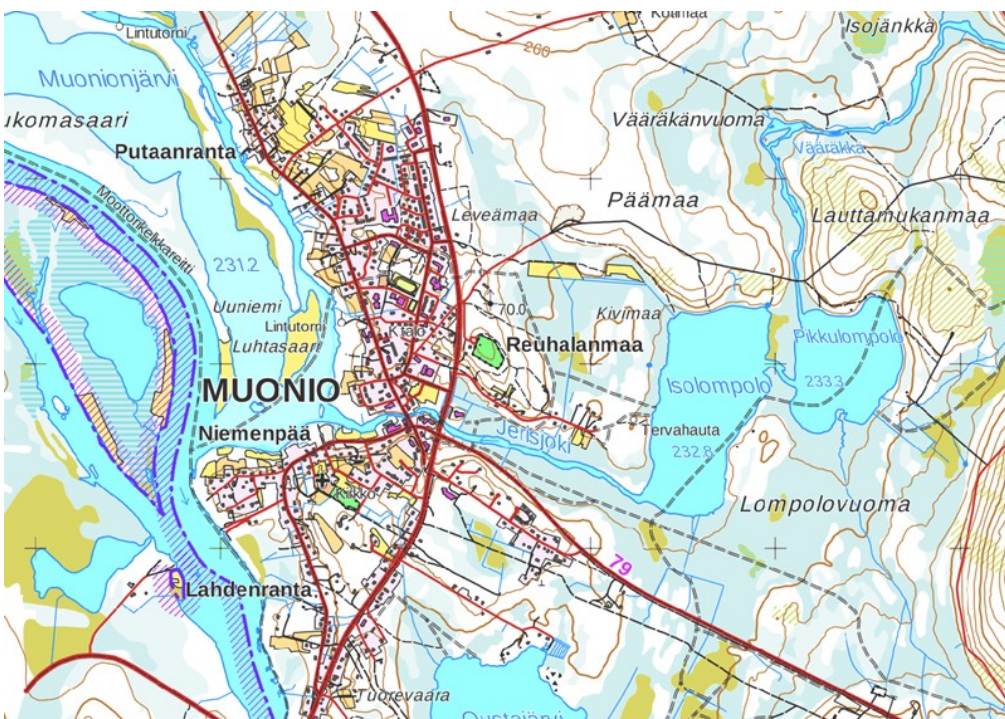 Lintutorni
Kotimaa
260
Isojänkkä
Muonionjärvi
ukomasaari
Vääräkänvuoma
Vääräkkä
Putaanranta
Moottorikelkkareitti
Päämaa
Leveämaa
Lauttamukanmaa
231.2
Uuniemi
Lintutorni
Luhtasaari
70.0
Kivimaa
Reuhalanmaa
Pikkulompolo
MUONIO
Isolompolo
233.3
Niemenpää
Jerisjoki
Tervahauta
232.8
Kirkko
Lompolovuoma
79
Lahdenranta
Tuorevaara
Oustajärvi